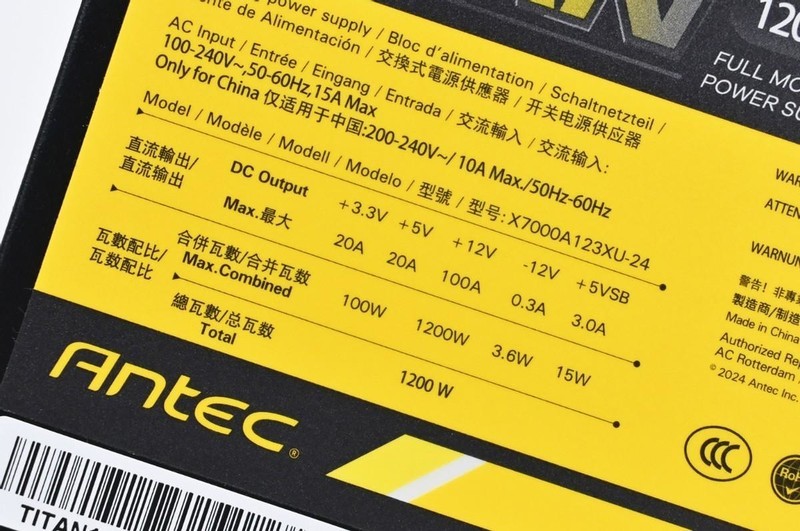 120
FULL MO
POWER SU
power supply / Bloc d'alimentation / Schaltnetzteil /
de Alimentación / 交換式電源供應器 / 开关电源供应器
AC Input / Entrée / Eingang / Entrada / 交流輸入 / 交流输入:
100-240V~,50-60Hz,15A Max
Only for China 仅适用于中国:200-240V~/ 10A Max./50Hz-60Hz
Model / Modèle / Modell / Modelo / 型號 / 型号: X7000A123XU-24
直流輸出/ DC Output +3.3V +5V +12V -12V +5VSB
直流输出 Max.最大 20A 20A 100A 0.3A 3.0A
瓦數配比/ 合併瓦數/合并瓦数
瓦数配比 Max.Combined 100W 1200W 3.6W 15W
總瓦數/总瓦数
Total 1200 W
WAR
ATTEN
WARNUN
警告! 非專
製造商/制造
Made in China
Authorized Rep
AC Rotterdam
© 2024 Antec Inc.
Antec®
CCC
RoH
TITAN